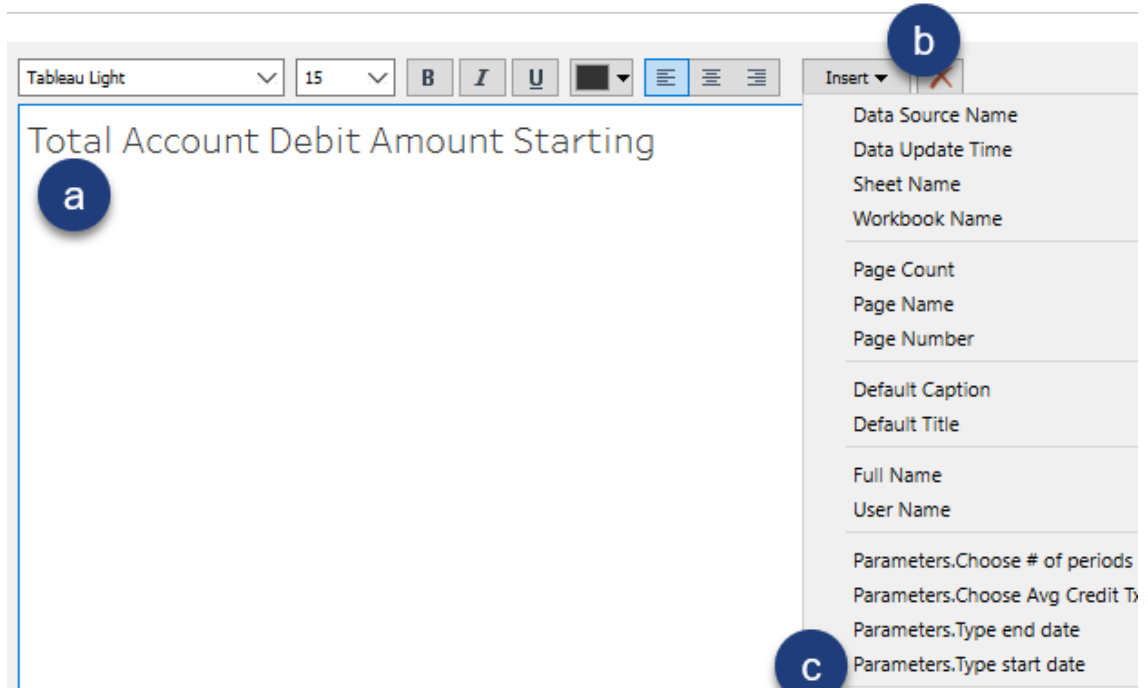 b
Tableau Light 15 B I U Insert
Total Account Debit Amount Starting
a
Data Source Name
Data Update Time
Sheet Name
Workbook Name
Page Count
Page Name
Page Number
Default Caption
Default Title
Full Name
User Name
Parameters.Choose # of periods
Parameters.Choose Avg Credit
Parameters.Type end date
c
Parameters.Type start date